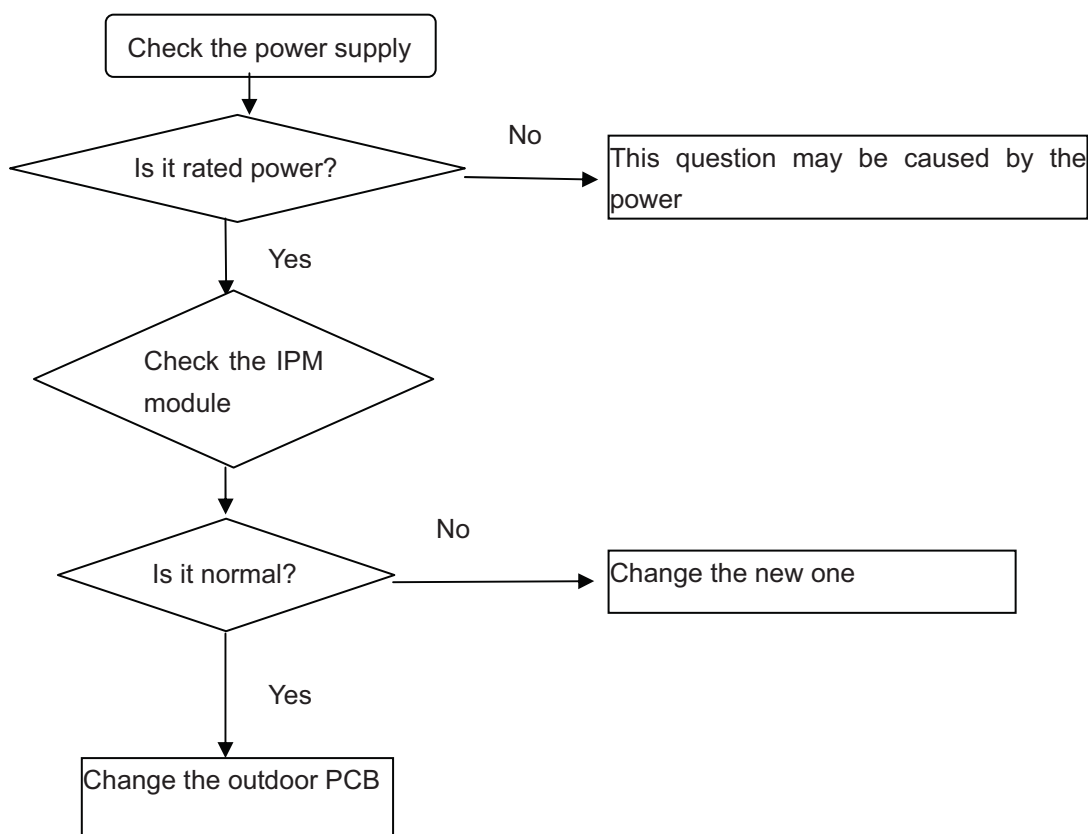 Check the power supply
Is it rated power?
No
This question may be caused by the
power
Yes
Check the IPM
module
Is it normal?
No
Change the new one
Yes
Change the outdoor PCB